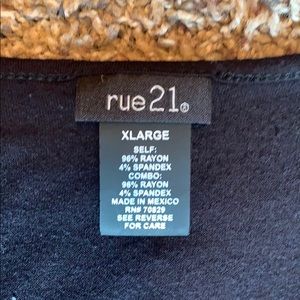 rue21®
XLARGE
SELF:
96% RAYON
4% SPANDEX
COMBO:
96% RAYON
4% SPANDEX
MADE IN MEXICO
RN# 70829
SEE REVERSE
FOR CARE